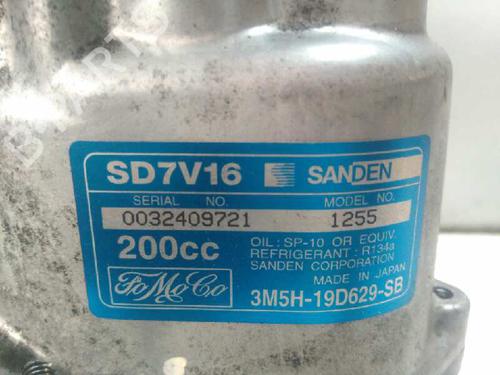 SD7V16 SANDEN
SERIAL NO. MODEL NO.
0032409721 1255
200cc
OIL: SP-10 OR EQUIV.
REFRIGERANT: R134a
SANDEN CORPORATION
MADE IN JAPAN
FoMoCo
3M5H-19D629-SB